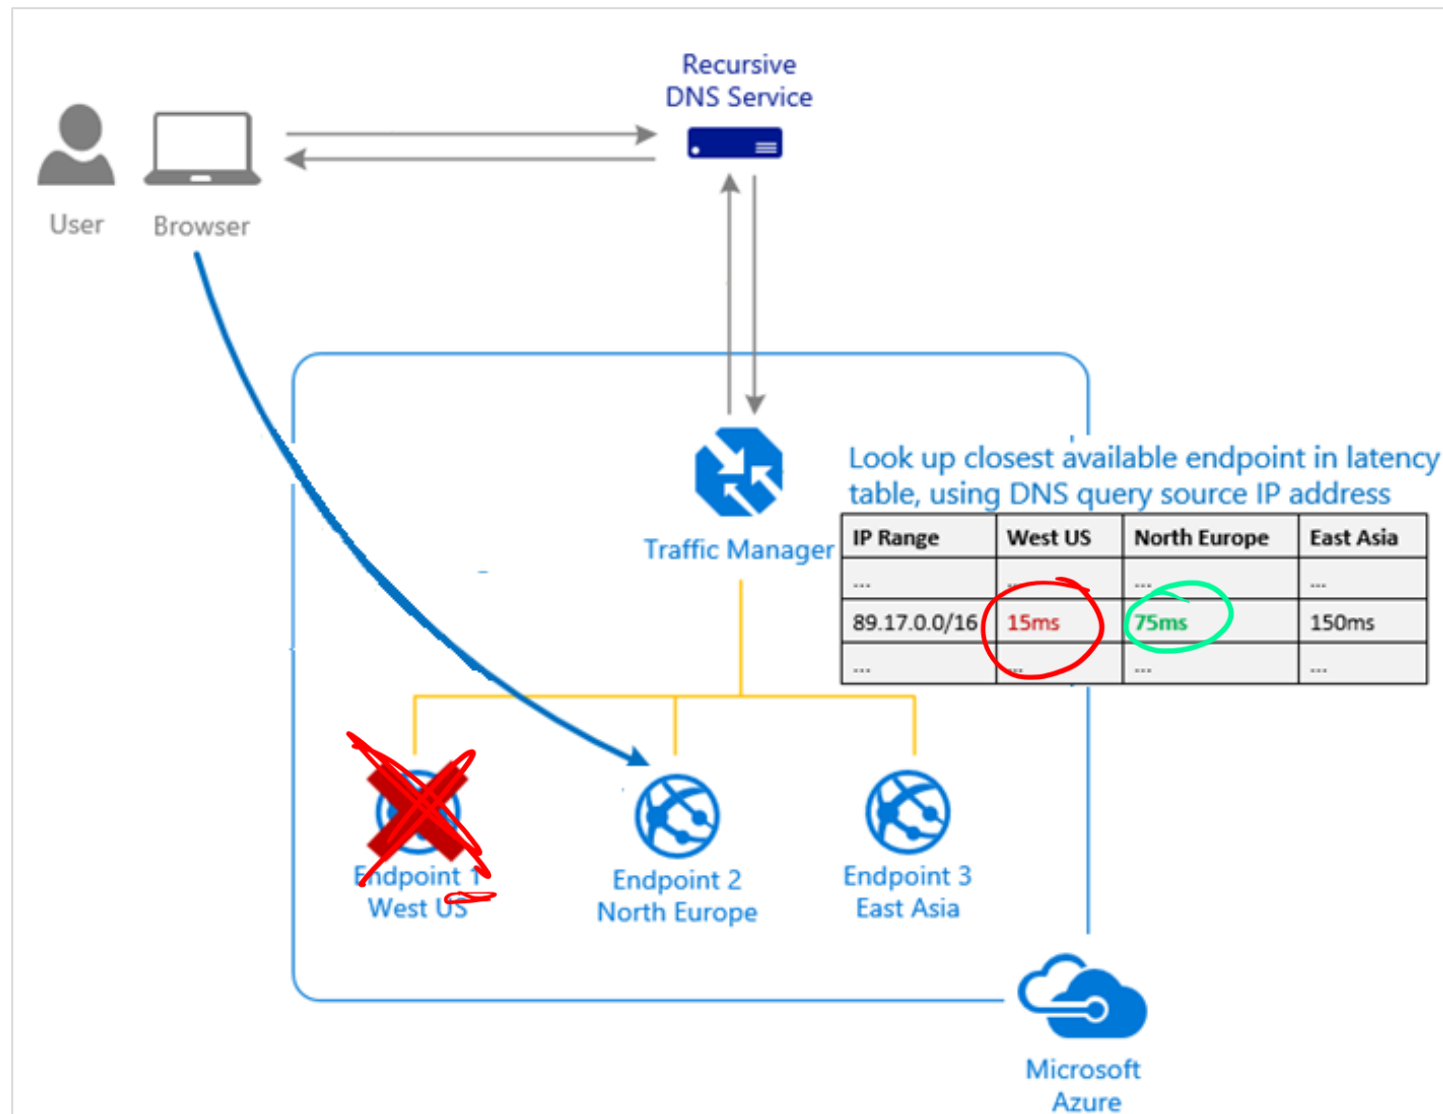 Recursive
DNS Service
User
Browser
Look up closest available endpoint in latency
table, using DNS query source IP address
Traffic Manager
IP Range West US North Europe East Asia
... ... ... ...
89.17.0.0/16 15ms 75ms 150ms
... ... ... ...
Endpoint 1
West US
Endpoint 2
North Europe
Endpoint 3
East Asia
Microsoft
Azure